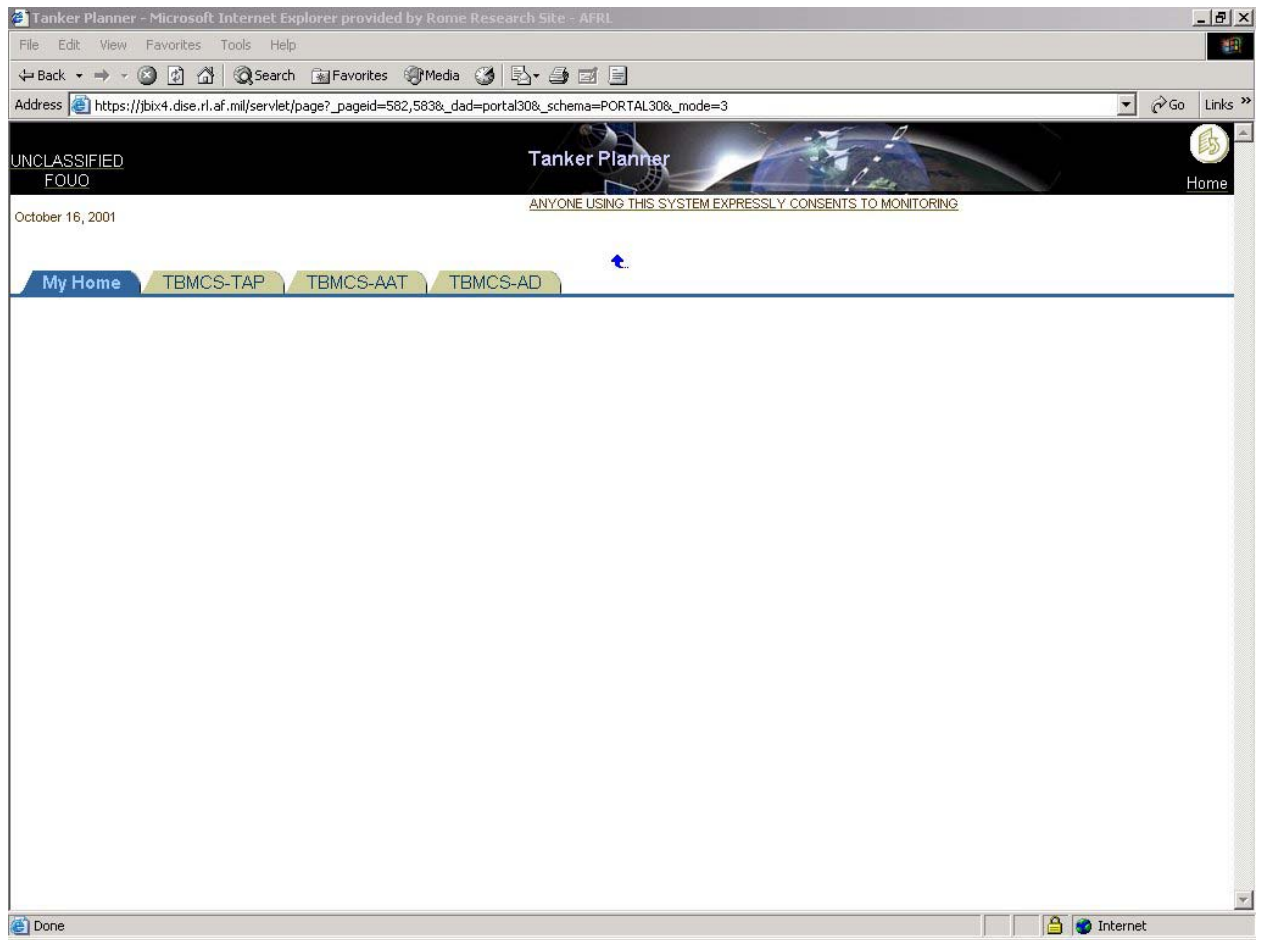 Tanker Planner - Microsoft Internet Explorer provided by Rome Research Site - AFRL
File Edit View Favorites Tools Help
Back Search Favorites Media
Address https://jbix4.dise.rl.af.mil/servlet/page?_pageid=582,583&_dad=portal30&_schema=PORTAL30&_mode=3 Go Links »
UNCLASSIFIED
FOUO
Tanker Planner
Home
ANYONE USING THIS SYSTEM EXPRESSLY CONSENTS TO MONITORING
October 16, 2001
My Home TBMCS-TAP TBMCS-AAT TBMCS-AD
Done Internet